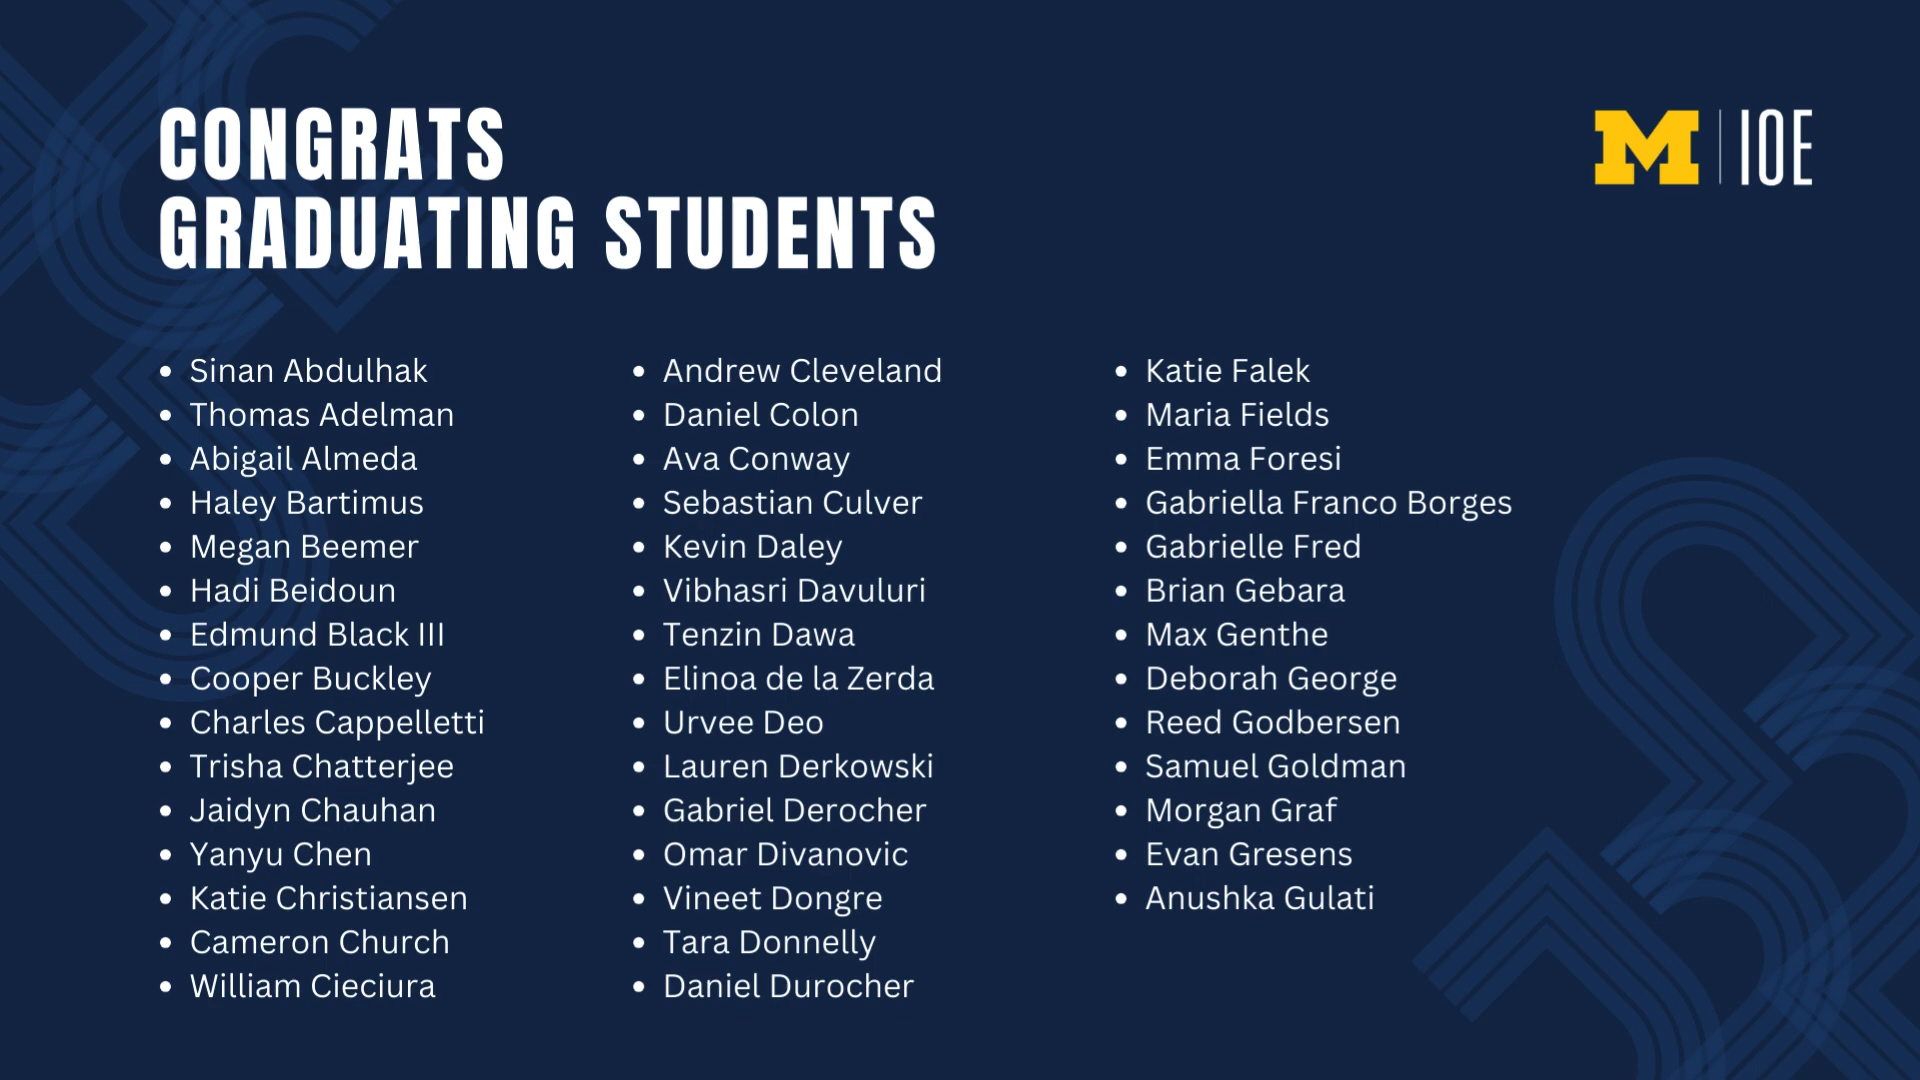 CONGRATS
GRADUATING STUDENTS
M | IOE
• Sinan Abdulhak
• Thomas Adelman
• Abigail Almeda
• Haley Bartimus
• Megan Beemer
• Hadi Beidoun
• Edmund Black III
• Cooper Buckley
• Charles Cappelletti
• Trisha Chatterjee
• Jaidyn Chauhan
• Yanyu Chen
• Katie Christiansen
• Cameron Church
• William Cieciura
• Andrew Cleveland
• Daniel Colon
• Ava Conway
• Sebastian Culver
• Kevin Daley
• Vibhasri Davuluri
• Tenzin Dawa
• Elinoa de la Zerda
• Urvee Deo
• Lauren Derkowski
• Gabriel Derocher
• Omar Divanovic
• Vineet Dongre
• Tara Donnelly
• Daniel Durocher
• Katie Falek
• Maria Fields
• Emma Foresi
• Gabriella Franco Borges
• Gabrielle Fred
• Brian Gebara
• Max Genthe
• Deborah George
• Reed Godbersen
• Samuel Goldman
• Morgan Graf
• Evan Gresens
• Anushka Gulati